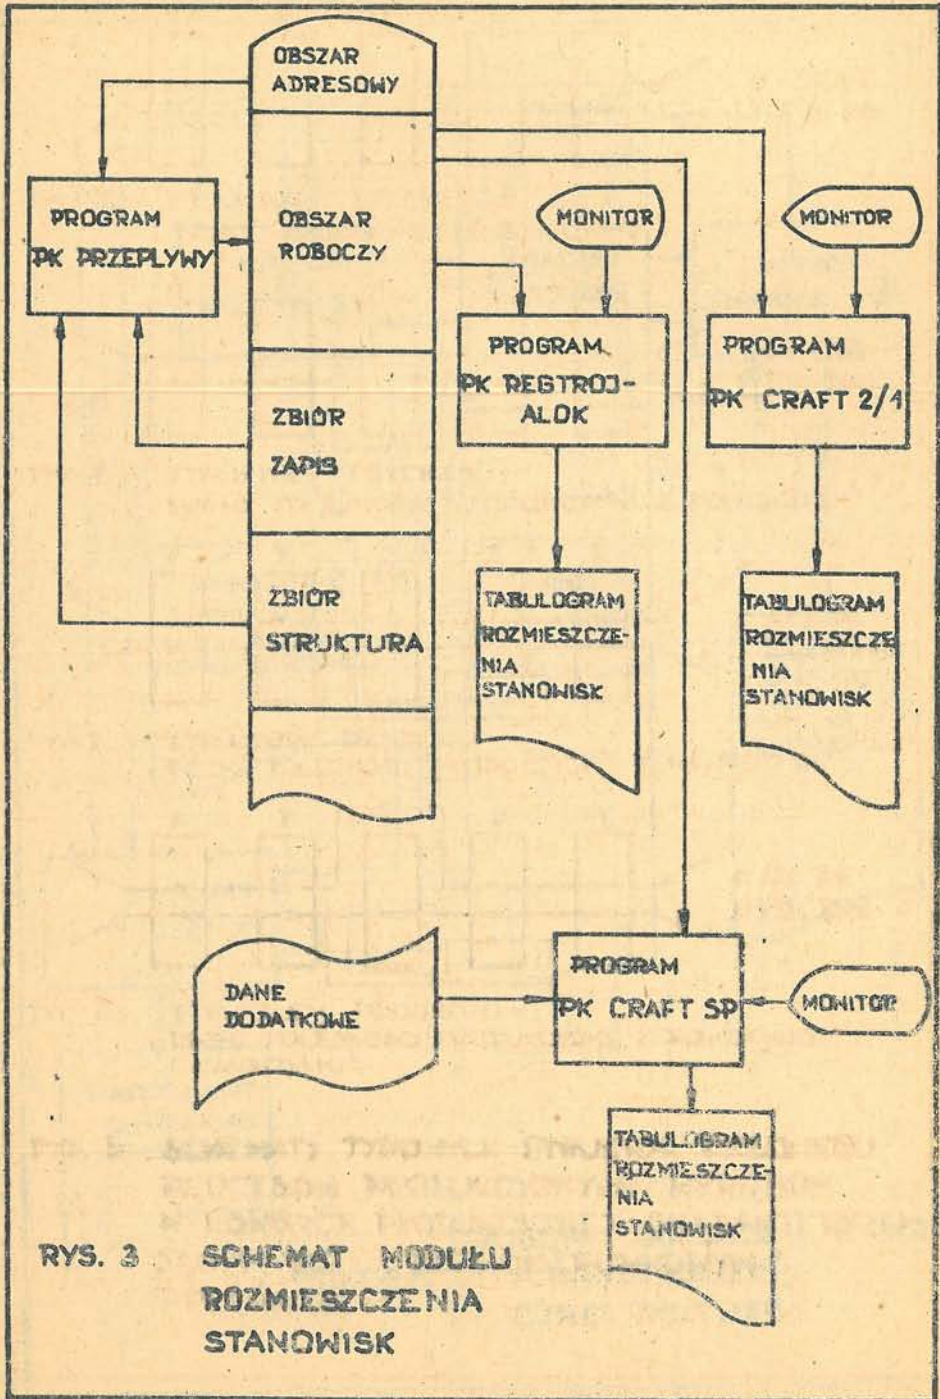 OBSZAR
ADRESOWY
PROGRAM
PK PRZEPLYWY
OBSZAR
ROBOCZY
MONITOR
MONITOR
PROGRAM
PK REGTROJ-
ALOK
PROGRAM
PK CRAFT 2/1
ZBIÓR
ZAPIS
ZBIÓR
STRUKTURA
TABULOGRAM
ROZMIESZCZE-
NIA
STANOWISK
TABULOGRAM
ROZMIESZCZE
NIA
STANOWISK
DANE
DODATKOWE
PROGRAM
PK CRAFT SP
MONITOR
TABULOGRAM
ROZMIESZCZE-
NIA
STANOWISK
RYS. 3 SCHEMAT MODUŁU
ROZMIESZCZENIA
STANOWISK